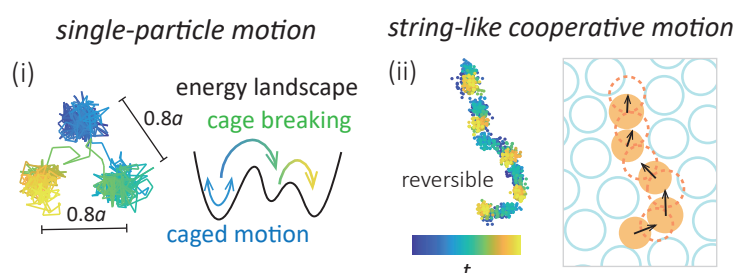 single-particle motion
string-like cooperative motion
(i)
0.8a
0.8a
energy landscape
cage breaking
caged motion
(ii)
reversible
t